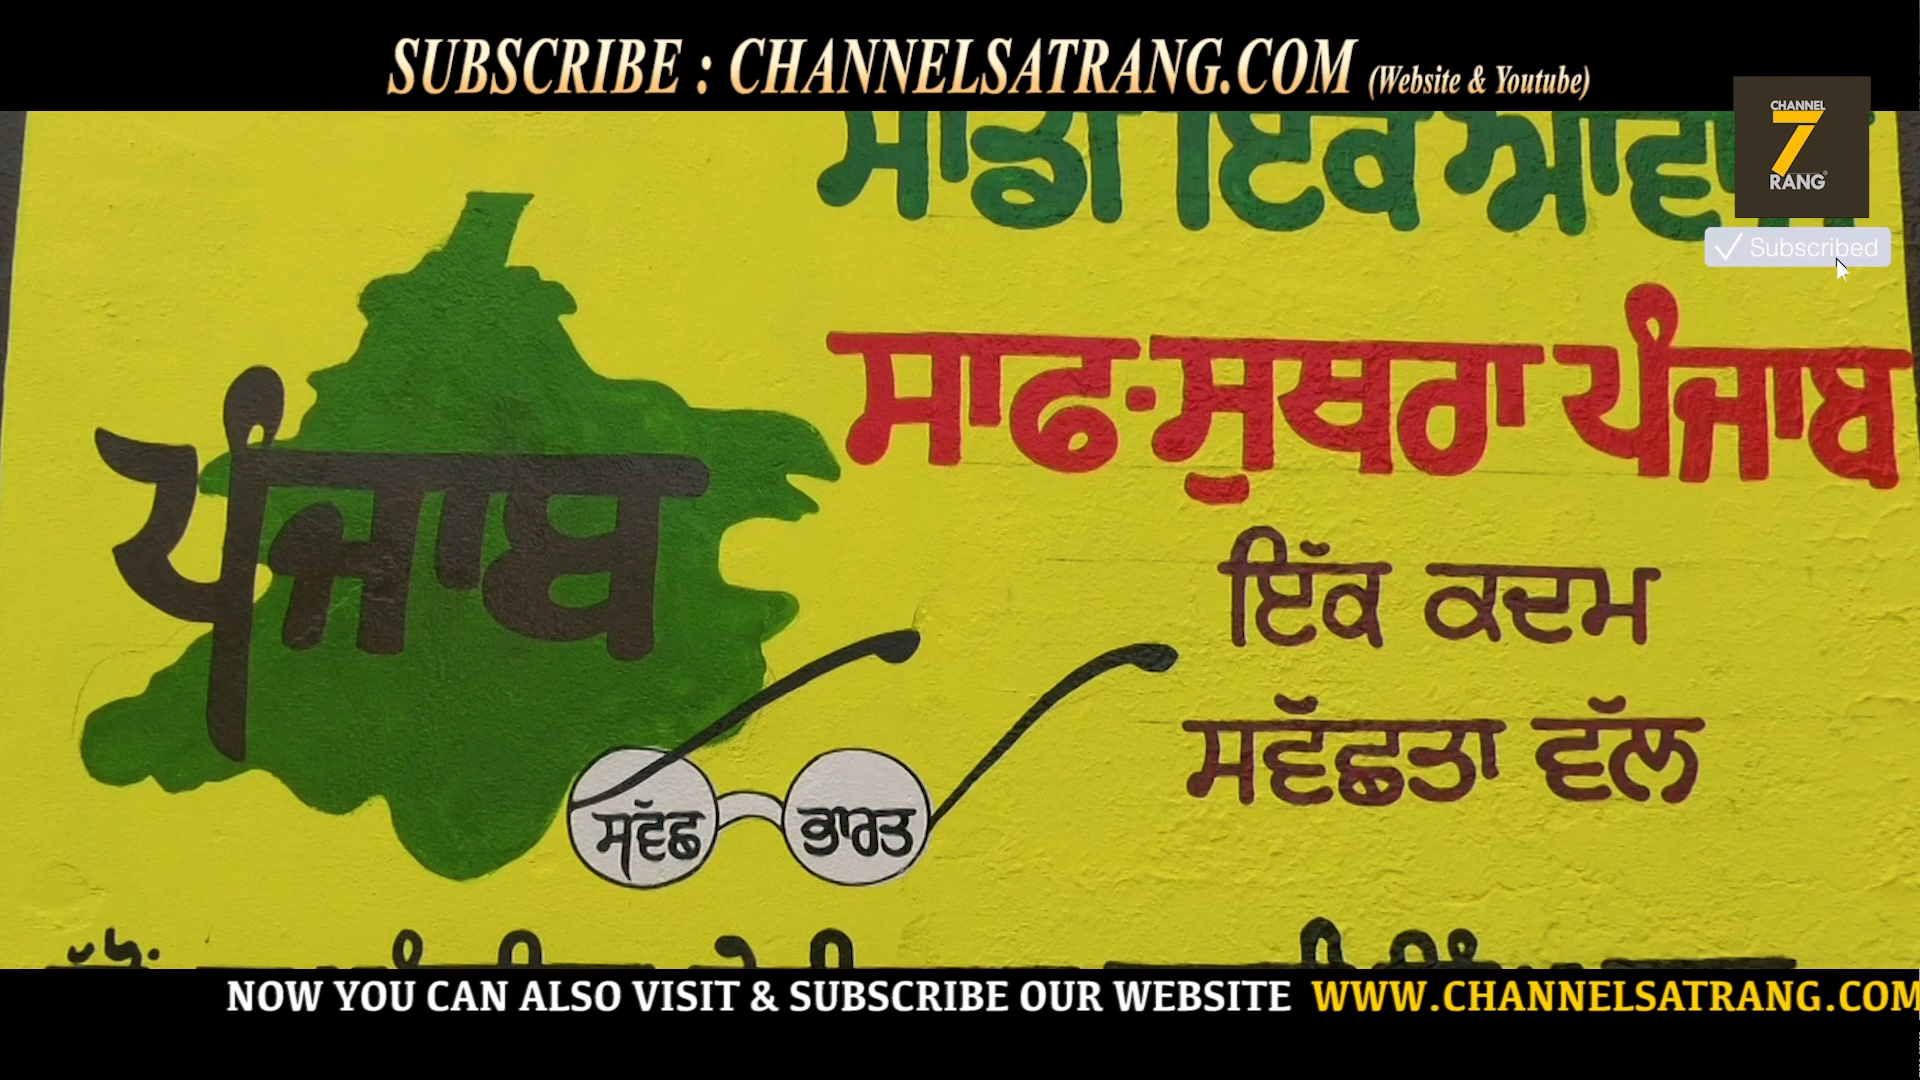 SUBSCRIBE : CHANNELSATRANG.COM (Website & Youtube)
CHANNEL
7
RANG
ਸਾਡੀ ਇੱਕ ਆਵਾਜ਼
Subscribed
ਸਾਫ-ਸੁਥਰਾ ਪੰਜਾਬ
ਪੰਜਾਬ
ਇੱਕ ਕਦਮ
ਸਵੱਛਤਾ ਵੱਲ
ਸਵੱਛ ਭਾਰਤ
NOW YOU CAN ALSO VISIT & SUBSCRIBE OUR WEBSITE WWW.CHANNELSATRANG.COM